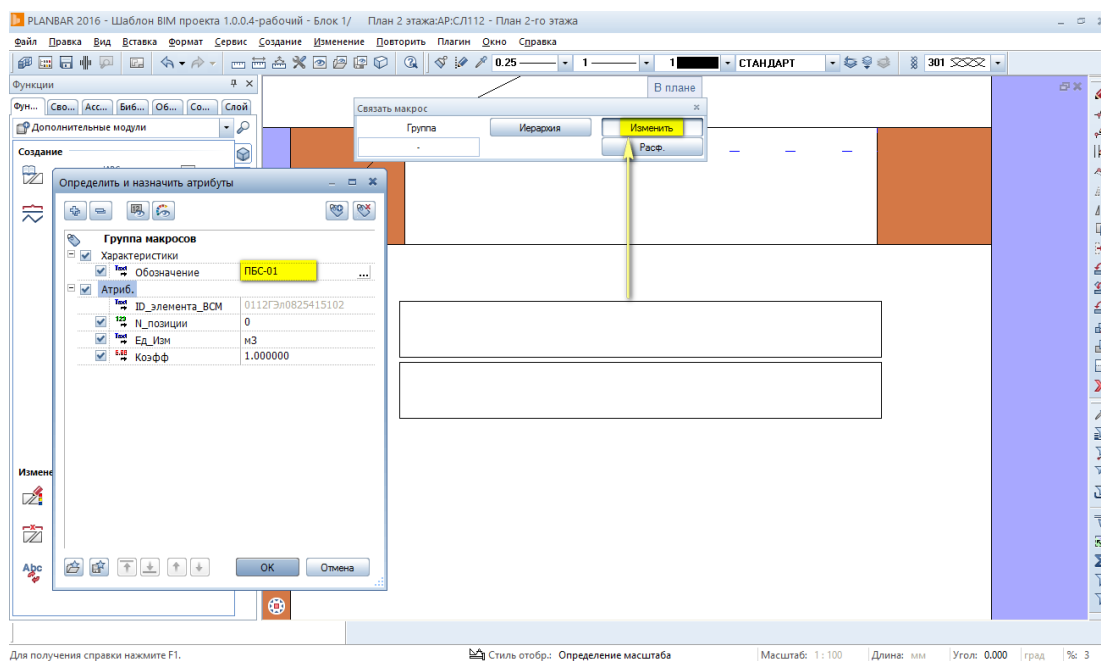 PLANBAR 2016 - Шаблон BIM проекта 1.0.0.4-рабочий - Блок 1/ План 2 этажа:АР:СЛ112 - План 2-го этажа
Файл Правка Вид Вставка Формат Сервис Создание Изменение Повторить Плагин Окно Справка
0.25 1 1 СТАНДАРТ 301
Функции
Фун... Сво... Асс... Биб... Об... Со... Слой
Дополнительные модули
Создание
В плане
Связать макрос
Группа Иерархия Изменить
- Расф.
Определить и назначить атрибуты
Группа макросов
Характеристики
Обозначение ПБС-01 ...
Атриб.
ID_элемента_ВСМ 0112ГЭл0825415102
N_позиции 0
Ед_Изм м3
Коэфф 1.000000
OK Отмена
Измене
Abc
Для получения справки нажмите F1. Стиль отобр.: Определение масштаба Масштаб: 1 : 100 Длина: мм Угол: 0.000 град %: 3